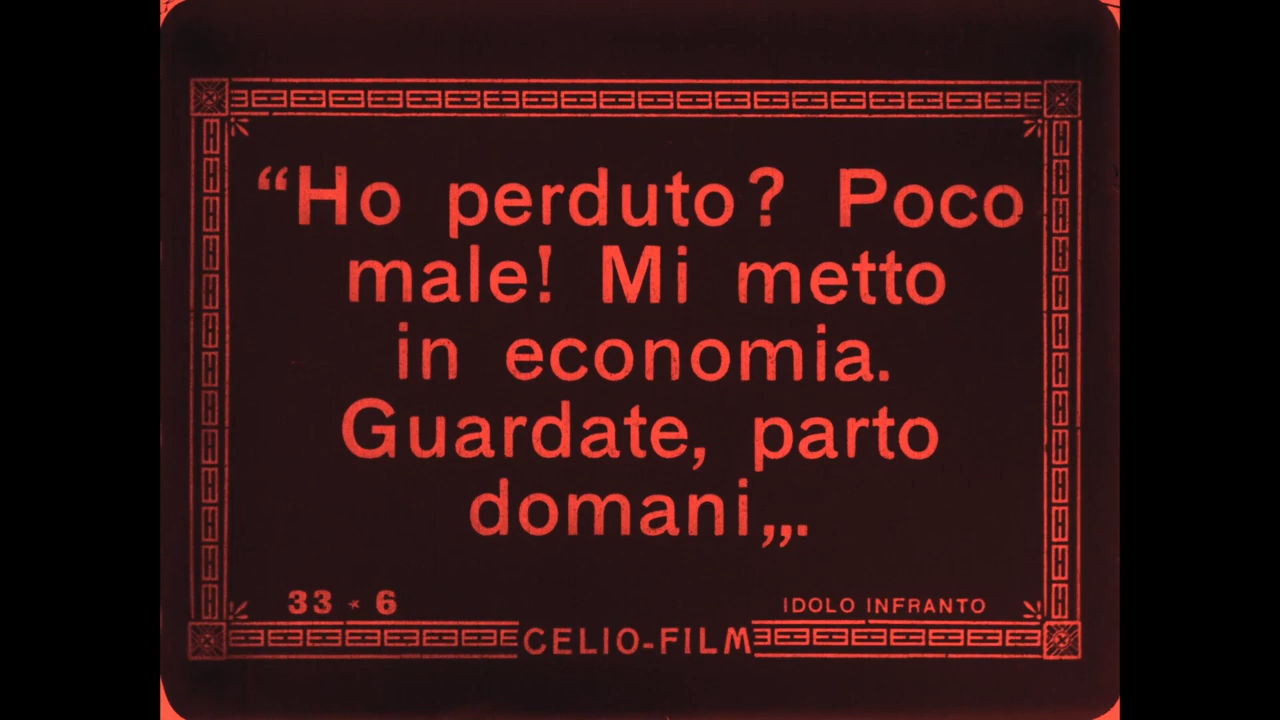 “Ho perduto? Poco
male! Mi metto
in economia.
Guardate, parto
domani„.
33 * 6
IDOLO INFRANTO
CELIO-FILM